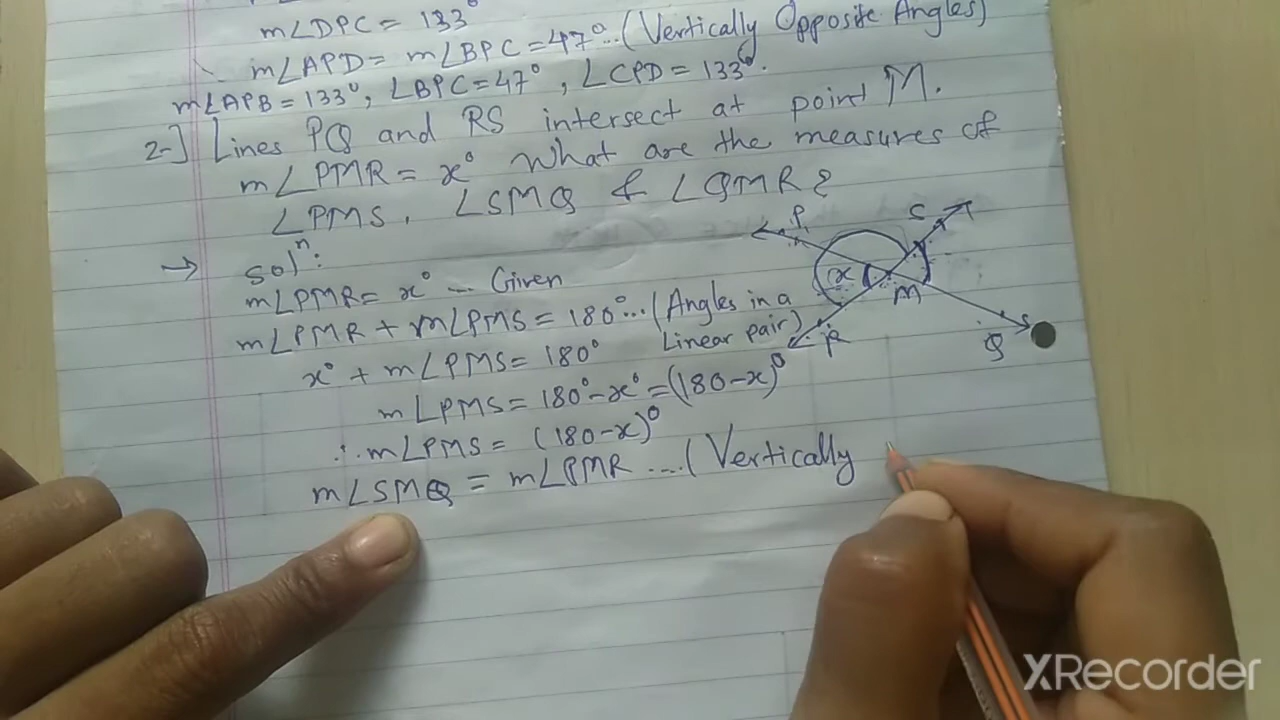 m∠DPC = 133°
m∠APD = m∠BPC = 47°...(Vertically Opposite Angles)
m∠APB = 133°, ∠BPC = 47°, ∠CPD = 133°.
2-] Lines PQ and RS intersect at point M.
m∠PMR = x° What are the measures of
∠PMS, ∠SMQ & ∠QMR?
→ Solⁿ:
m∠PMR = x° — Given
m∠PMR + m∠PMS = 180°...(Angles in a
Linear pair)
x° + m∠PMS = 180°
m∠PMS = 180° - x° = (180-x)°
∴ m∠PMS = (180-x)°
m∠SMQ = m∠PMR ....(Vertically
P
S
x
M
R
Q
XRecorder